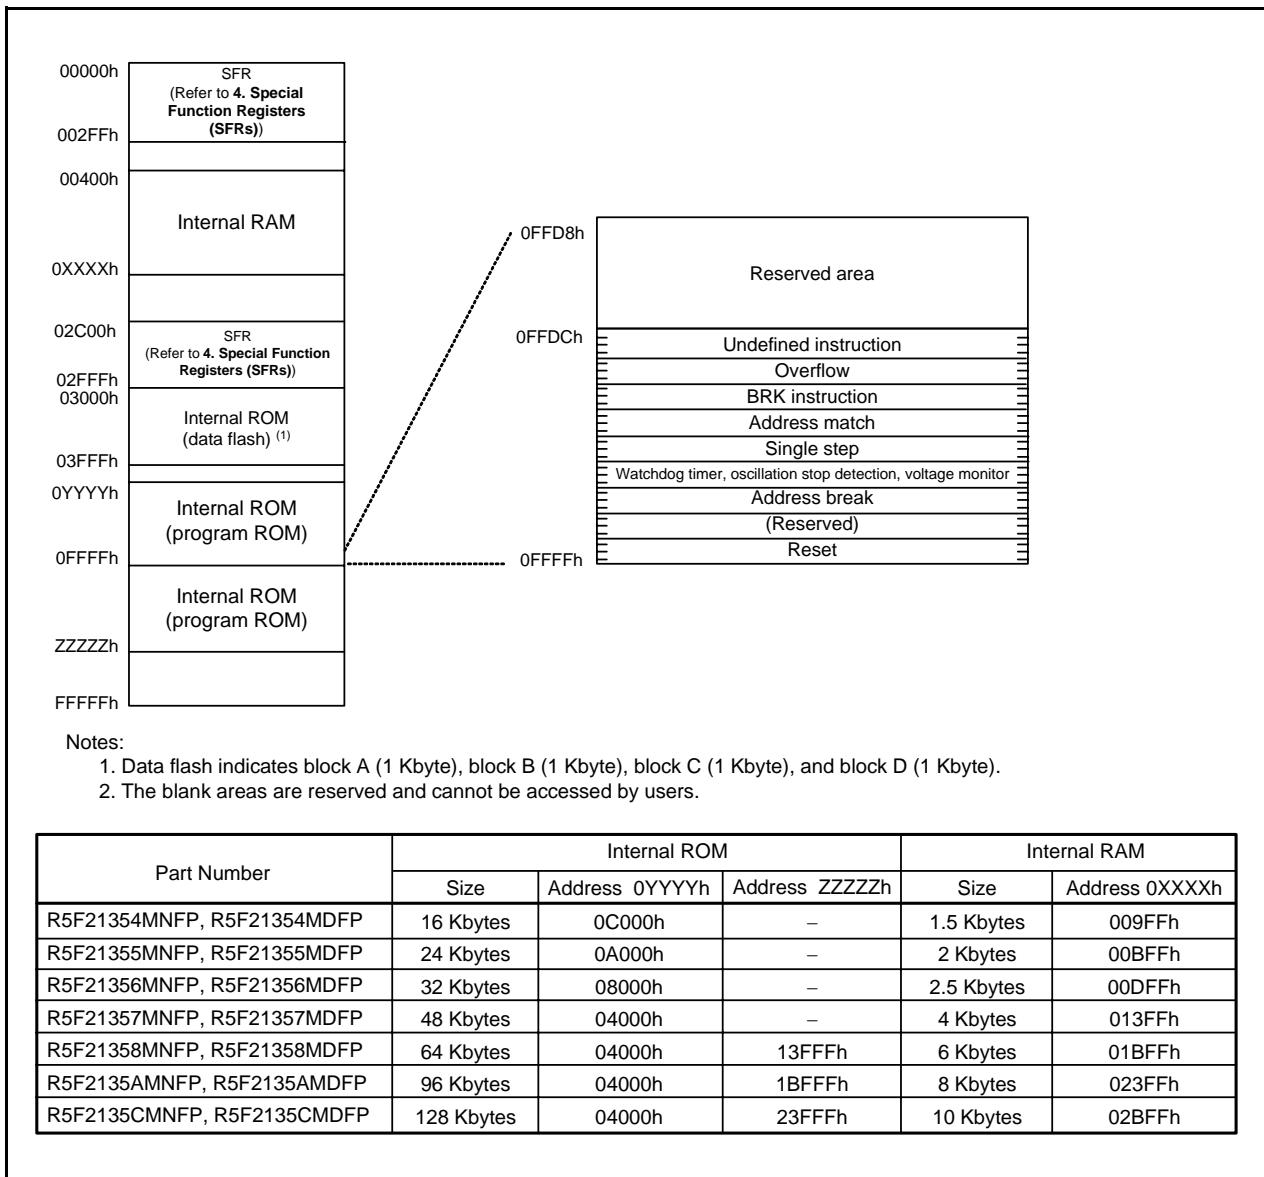 00000h
SFR
(Refer to 4. Special
Function Registers
(SFRs))
002FFh
00400h
Internal RAM
0XXXXh
02C00h
SFR
(Refer to 4. Special Function
Registers (SFRs))
02FFFh
03000h
Internal ROM
(data flash) (1)
03FFFh
0YYYYh
Internal ROM
(program ROM)
0FFFFh
Internal ROM
(program ROM)
ZZZZZh
FFFFFh
0FFD8h
Reserved area
0FFDCh
Undefined instruction
Overflow
BRK instruction
Address match
Single step
Watchdog timer, oscillation stop detection, voltage monitor
Address break
(Reserved)
Reset
0FFFFh
Notes:
1. Data flash indicates block A (1 Kbyte), block B (1 Kbyte), block C (1 Kbyte), and block D (1 Kbyte).
2. The blank areas are reserved and cannot be accessed by users.
Part Number Internal ROM Internal RAM
Size Address 0YYYYh Address ZZZZZh Size Address 0XXXXh
R5F21354MNFP, R5F21354MDFP 16 Kbytes 0C000h – 1.5 Kbytes 009FFh
R5F21355MNFP, R5F21355MDFP 24 Kbytes 0A000h – 2 Kbytes 00BFFh
R5F21356MNFP, R5F21356MDFP 32 Kbytes 08000h – 2.5 Kbytes 00DFFh
R5F21357MNFP, R5F21357MDFP 48 Kbytes 04000h – 4 Kbytes 013FFh
R5F21358MNFP, R5F21358MDFP 64 Kbytes 04000h 13FFFh 6 Kbytes 01BFFh
R5F2135AMNFP, R5F2135AMDFP 96 Kbytes 04000h 1BFFFh 8 Kbytes 023FFh
R5F2135CMNFP, R5F2135CMDFP 128 Kbytes 04000h 23FFFh 10 Kbytes 02BFFh